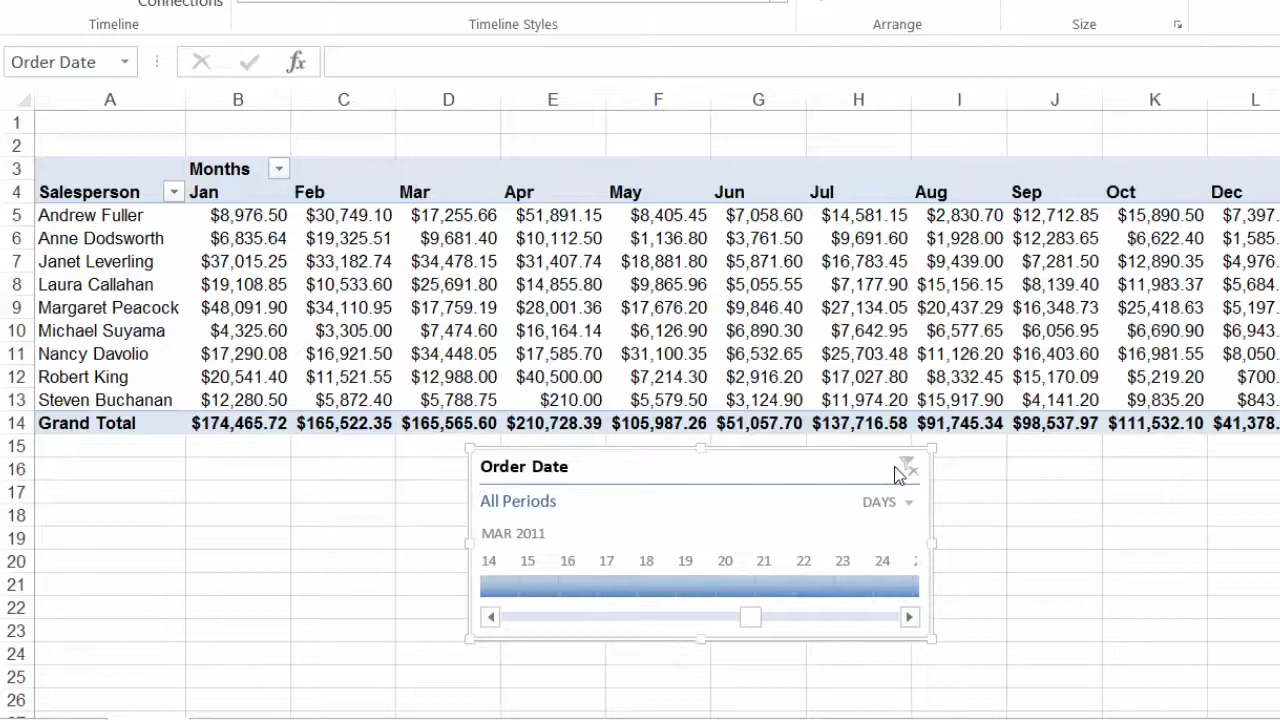 Connections
Timeline Timeline Styles Arrange Size
Order Date fx
A B C D E F G H I J K L
1
2
3 Months
4 Salesperson Jan Feb Mar Apr May Jun Jul Aug Sep Oct Dec
5 Andrew Fuller $8,976.50 $30,749.10 $17,255.66 $51,891.15 $8,405.45 $7,058.60 $14,581.15 $2,830.70 $12,712.85 $15,890.50 $7,397.
6 Anne Dodsworth $6,835.64 $19,325.51 $9,681.40 $10,112.50 $1,136.80 $3,761.50 $9,691.60 $1,928.00 $12,283.65 $6,622.40 $1,585.
7 Janet Leverling $37,015.25 $33,182.74 $34,478.15 $31,407.74 $18,881.80 $5,871.60 $16,783.45 $9,439.00 $7,281.50 $12,890.35 $4,976.
8 Laura Callahan $19,108.85 $10,533.60 $25,691.80 $14,855.80 $9,865.96 $5,055.55 $7,177.90 $15,156.15 $8,139.40 $11,983.37 $5,684.
9 Margaret Peacock $48,091.90 $34,110.95 $17,759.19 $28,001.36 $17,676.20 $9,846.40 $27,134.05 $20,437.29 $16,348.73 $25,418.63 $5,197.
10 Michael Suyama $4,325.60 $3,305.00 $7,474.60 $16,164.14 $6,126.90 $6,890.30 $7,642.95 $6,577.65 $6,056.95 $6,690.90 $6,943.
11 Nancy Davolio $17,290.08 $16,921.50 $34,448.05 $17,585.70 $31,100.35 $6,532.65 $25,703.48 $11,126.20 $16,403.60 $16,981.55 $8,050.
12 Robert King $20,541.40 $11,521.55 $12,988.00 $40,500.00 $7,214.30 $2,916.20 $17,027.80 $8,332.45 $15,170.09 $5,219.20 $700.
13 Steven Buchanan $12,280.50 $5,872.40 $5,788.75 $210.00 $5,579.50 $3,124.90 $11,974.20 $15,917.90 $4,141.20 $9,835.20 $843.
14 Grand Total $174,465.72 $165,522.35 $165,565.60 $210,728.39 $105,987.26 $51,057.70 $137,716.58 $91,745.34 $98,537.97 $111,532.10 $41,378.
15
16 Order Date
17
18 All Periods DAYS
19 MAR 2011
20 14 15 16 17 18 19 20 21 22 23 24
21
22
23
24
25
26